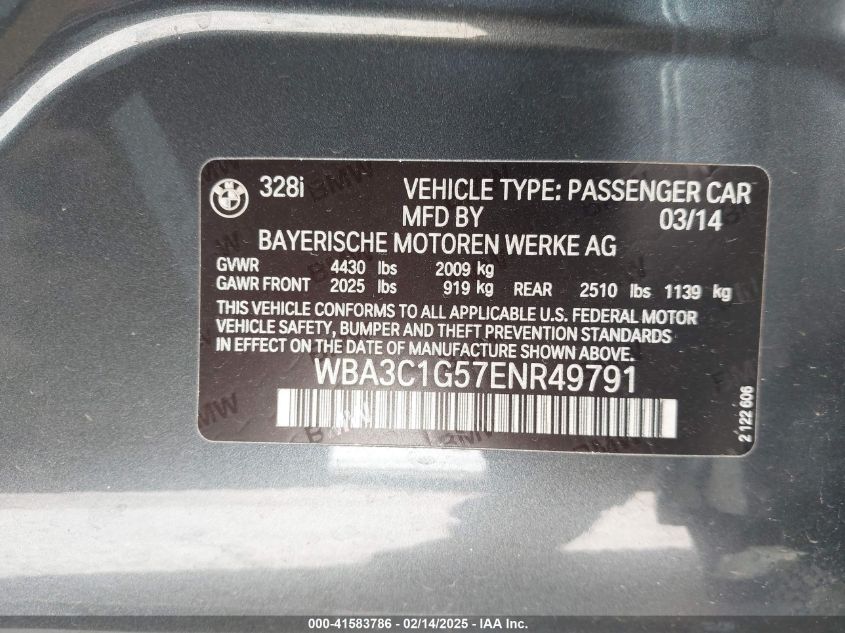 328i VEHICLE TYPE: PASSENGER CAR
MFD BY 03/14
BAYERISCHE MOTOREN WERKE AG
GVWR 4430 lbs 2009 kg
GAWR FRONT 2025 lbs 919 kg REAR 2510 lbs 1139 kg
THIS VEHICLE CONFORMS TO ALL APPLICABLE U.S. FEDERAL MOTOR
VEHICLE SAFETY, BUMPER AND THEFT PREVENTION STANDARDS
IN EFFECT ON THE DATE OF MANUFACTURE SHOWN ABOVE.
WBA3C1G57ENR49791
2 122 606
000-41583786 - 02/14/2025 - IAA Inc.